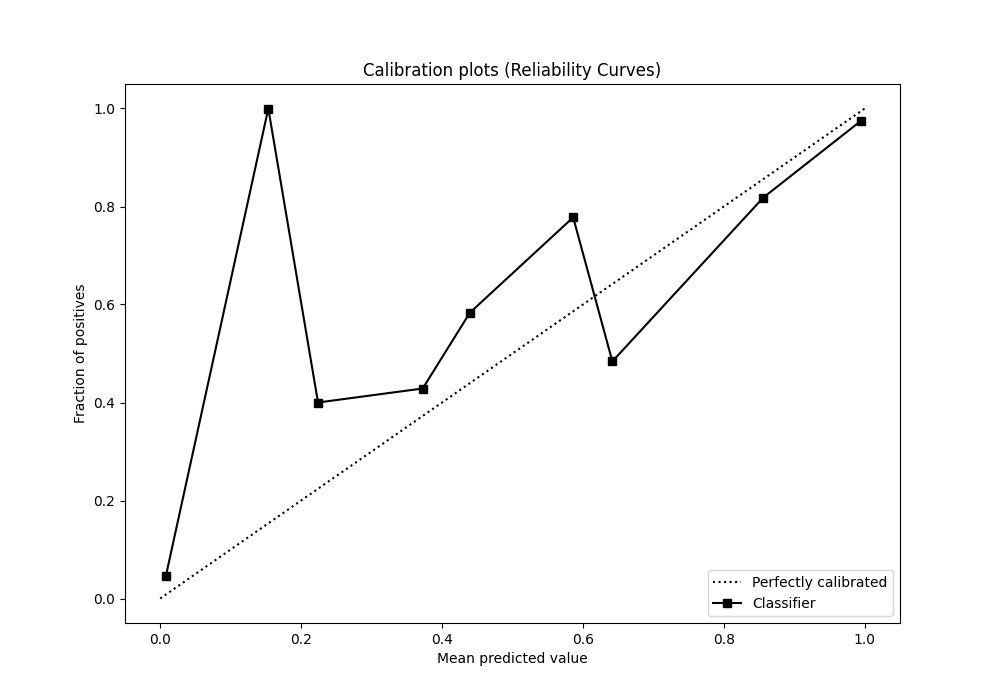 Calibration plots (Reliability Curves)
Fraction of positives
1.0
0.8
0.6
0.4
0.2
0.0
0.0 0.2 0.4 0.6 0.8 1.0
Mean predicted value
Perfectly calibrated
Classifier